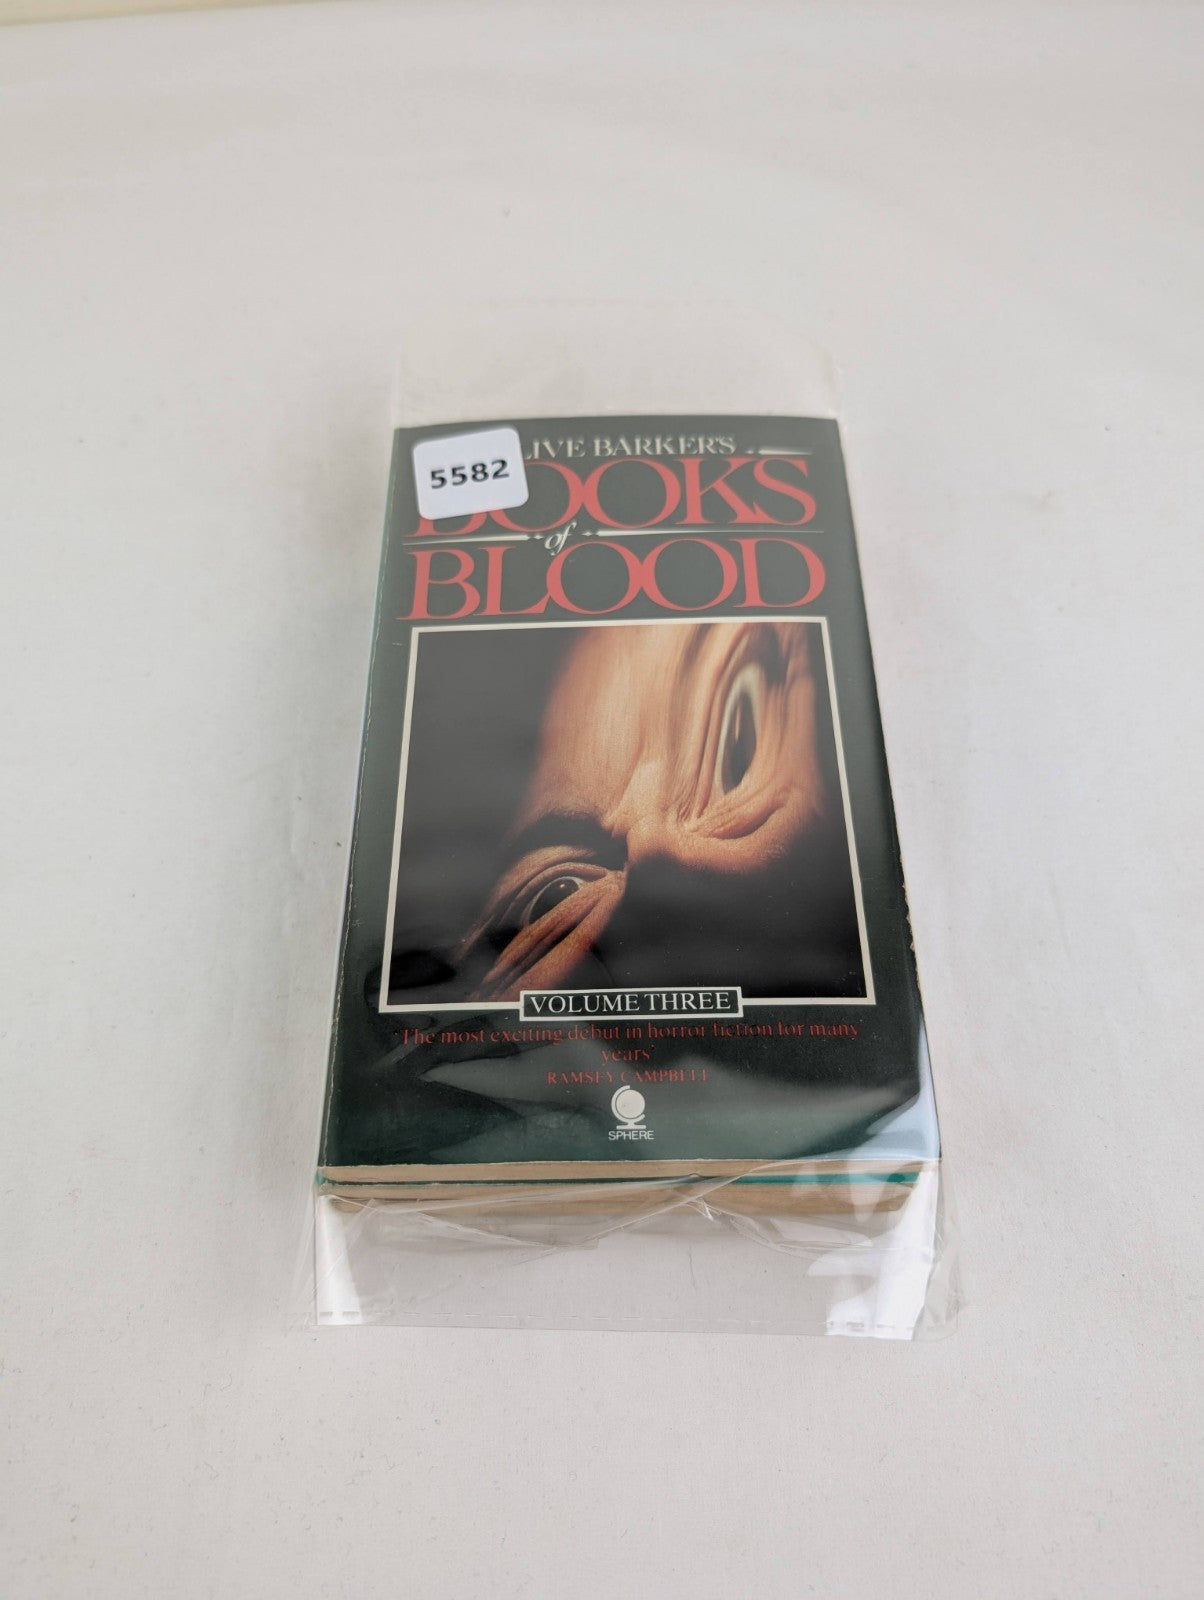 5582
LIVE BARKER'S
BOOKS
of
BLOOD
VOLUME THREE
'The most exciting debut in horror fiction for many
years'
RAMSEY CAMPBELL
SPHERE